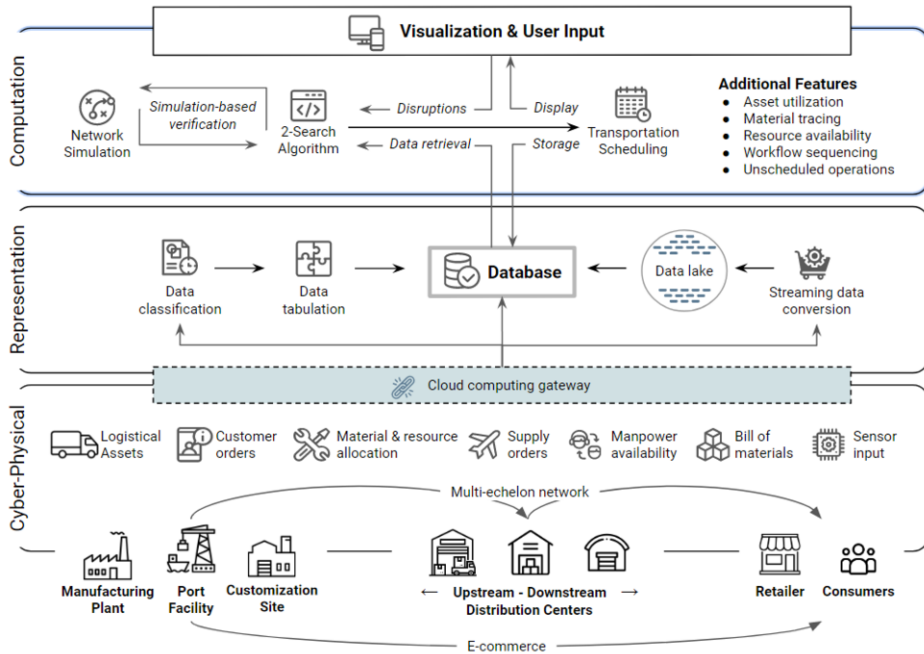 Visualization & User Input
Computation
Network
Simulation
Simulation-based
verification
2-Search
Algorithm
Disruptions
Data retrieval
Display
Storage
Transportation
Scheduling
Additional Features
● Asset utilization
● Material tracing
● Resource availability
● Workflow sequencing
● Unscheduled operations
Representation
Data
classification
Data
tabulation
Database
Data lake
Streaming data
conversion
Cloud computing gateway
Cyber-Physical
Logistical
Assets
Customer
orders
Material & resource
allocation
Supply
orders
Manpower
availability
Bill of
materials
Sensor
input
Multi-echelon network
Manufacturing
Plant
Port
Facility
Customization
Site
← Upstream - Downstream →
Distribution Centers
Retailer
Consumers
E-commerce